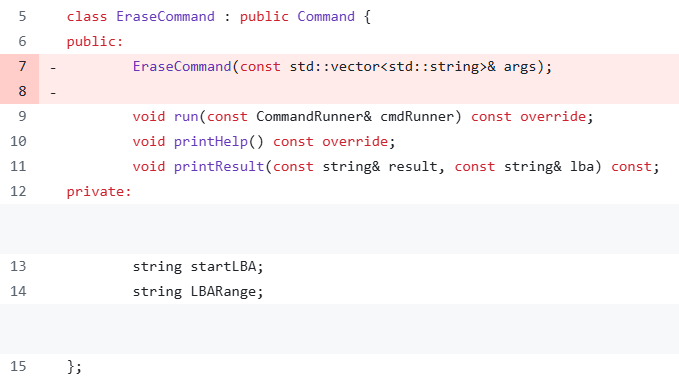 5 class EraseCommand : public Command {
6 public:
7 - EraseCommand(const std::vector<std::string>& args);
8 -
9 void run(const CommandRunner& cmdRunner) const override;
10 void printHelp() const override;
11 void printResult(const string& result, const string& lba) const;
12 private:
13 string startLBA;
14 string LBARange;
15 };